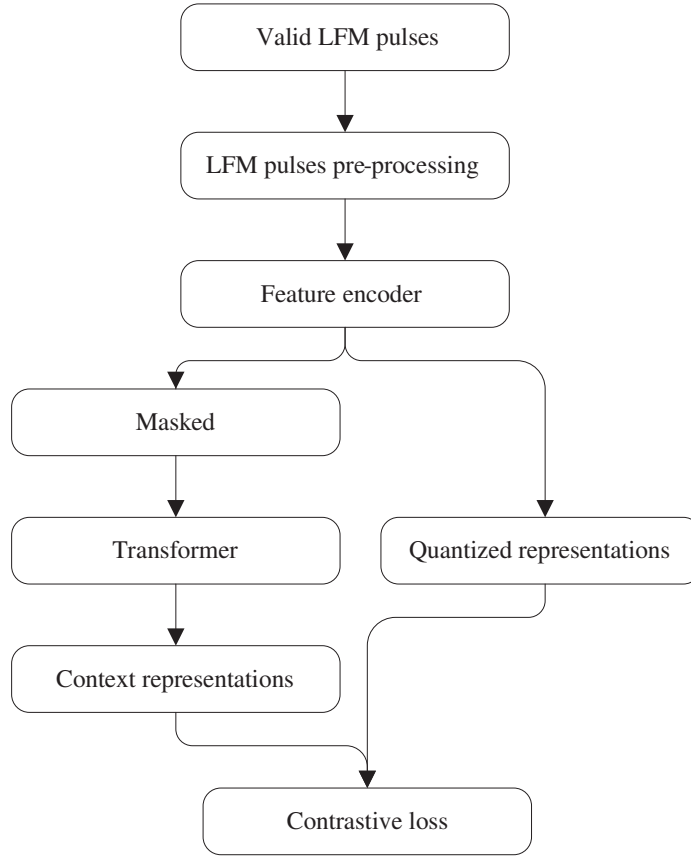 Valid LFM pulses
LFM pulses pre-processing
Feature encoder
Masked
Transformer
Quantized representations
Context representations
Contrastive loss